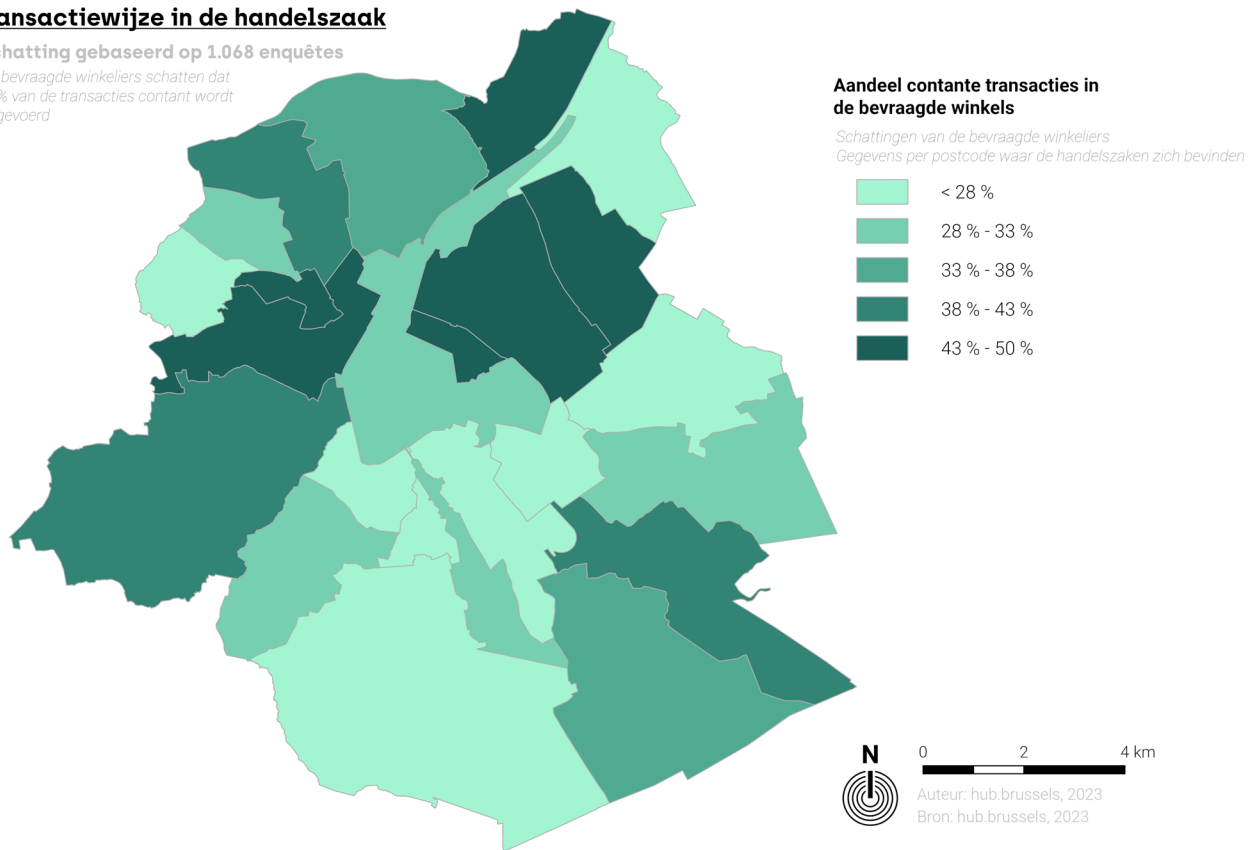 ansactiewijze in de handelszaak
hatting gebaseerd op 1.068 enquêtes
bevraagde winkeliers schatten dat
% van de transacties contant wordt
gevoerd
Aandeel contante transacties in
de bevraagde winkels
Schattingen van de bevraagde winkeliers
Gegevens per postcode waar de handelszaken zich bevinden
< 28 %
28 % - 33 %
33 % - 38 %
38 % - 43 %
43 % - 50 %
N
0 2 4 km
Auteur: hub.brussels, 2023
Bron: hub.brussels, 2023